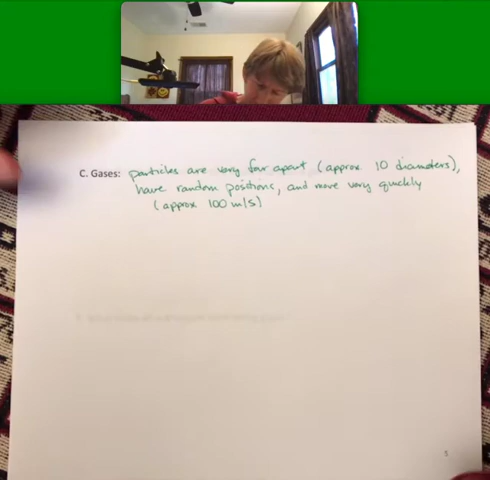 C. Gases: particles are very far apart (approx 10 diameters),
have random positions, and move very quickly
(approx 100 m/s)
5